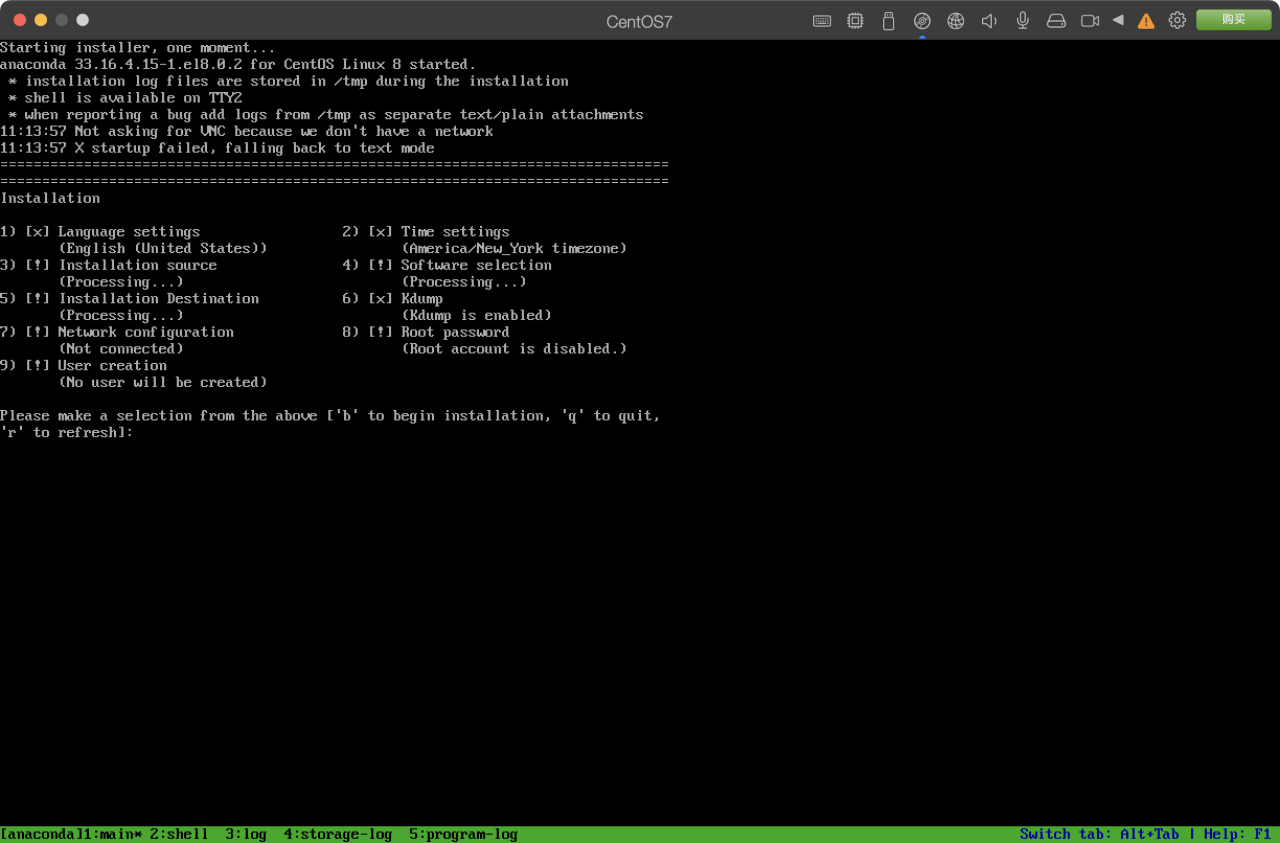 CentOS7
购买
Starting installer, one moment...
anaconda 33.16.4.15-1.el8.0.2 for CentOS Linux 8 started.
* installation log files are stored in /tmp during the installation
* shell is available on TTY2
* when reporting a bug add logs from /tmp as separate text/plain attachments
11:13:57 Not asking for VNC because we don't have a network
11:13:57 X startup failed, falling back to text mode
================================================================================
================================================================================
Installation
1) [x] Language settings 2) [x] Time settings
(English (United States)) (America/New_York timezone)
3) [!] Installation source 4) [!] Software selection
(Processing...) (Processing...)
5) [!] Installation Destination 6) [x] Kdump
(Processing...) (Kdump is enabled)
7) [!] Network configuration 8) [!] Root password
(Not connected) (Root account is disabled.)
9) [!] User creation
(No user will be created)
Please make a selection from the above ['b' to begin installation, 'q' to quit,
'r' to refresh]:
[anaconda]1:main* 2:shell 3:log 4:storage-log 5:program-log Switch tab: Alt+Tab | Help: F1